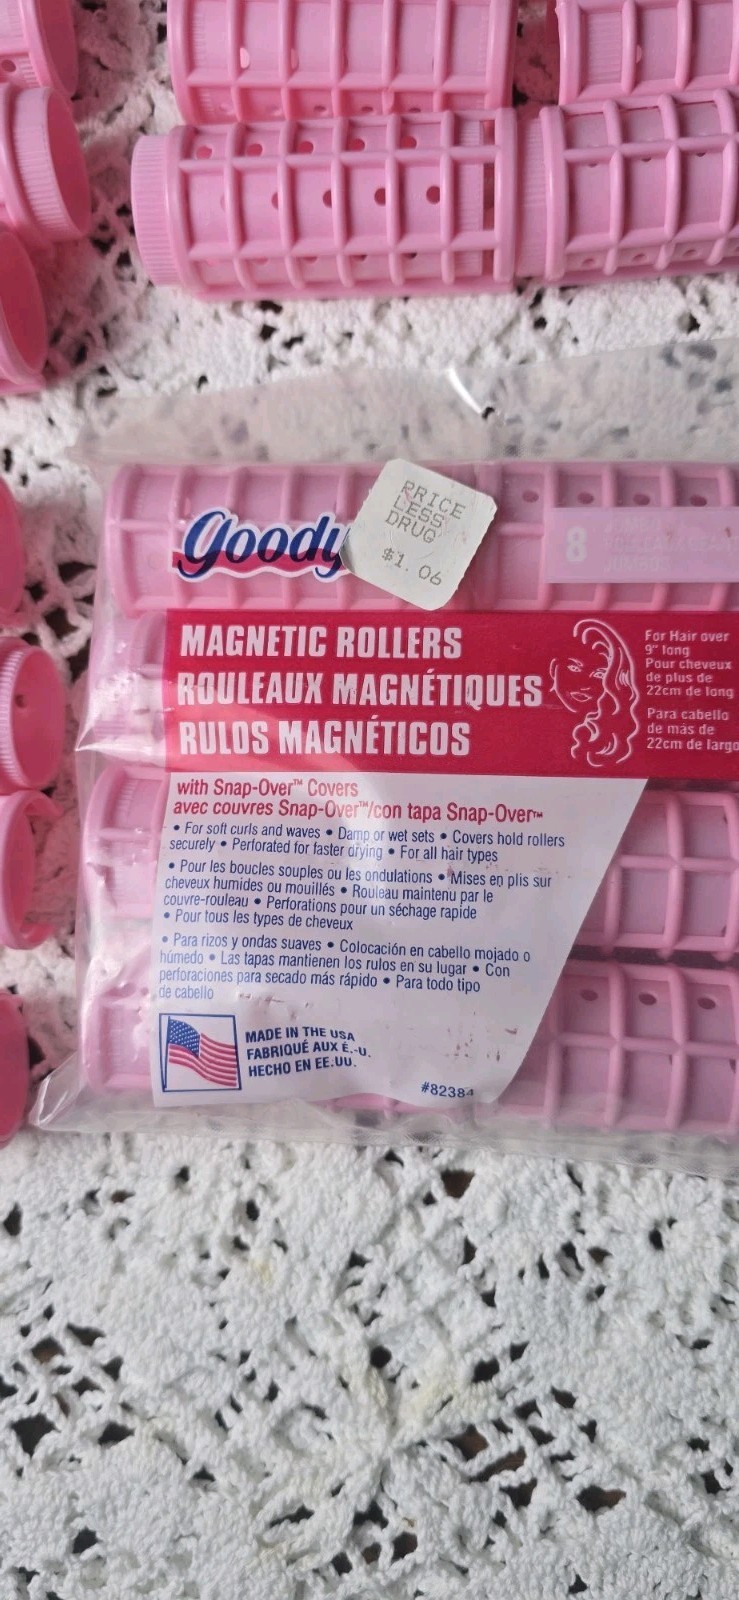 goody
PRICE
LESS
DRUG
$1.06
8
JUMBO
MAGNETIC ROLLERS
ROULEAUX MAGNÉTIQUES
RULOS MAGNÉTICOS
For Hair over
9" long
Pour cheveux
de plus de
22cm de long
Para cabello
de más de
22cm de largo
with Snap-Over™ Covers
avec couvres Snap-Over™/con tapa Snap-Over™
• For soft curls and waves • Damp or wet sets • Covers hold rollers
securely • Perforated for faster drying • For all hair types
• Pour les boucles souples ou les ondulations • Mises en plis sur
cheveux humides ou mouillés • Rouleau maintenu par le
couvre-rouleau • Perforations pour un séchage rapide
• Pour tous les types de cheveux
• Para rizos y ondas suaves • Colocación en cabello mojado o
húmedo • Las tapas mantienen los rulos en su lugar • Con
perforaciones para secado más rápido • Para todo tipo
de cabello
MADE IN THE USA
FABRIQUÉ AUX É.-U.
HECHO EN EE.UU.
#82384